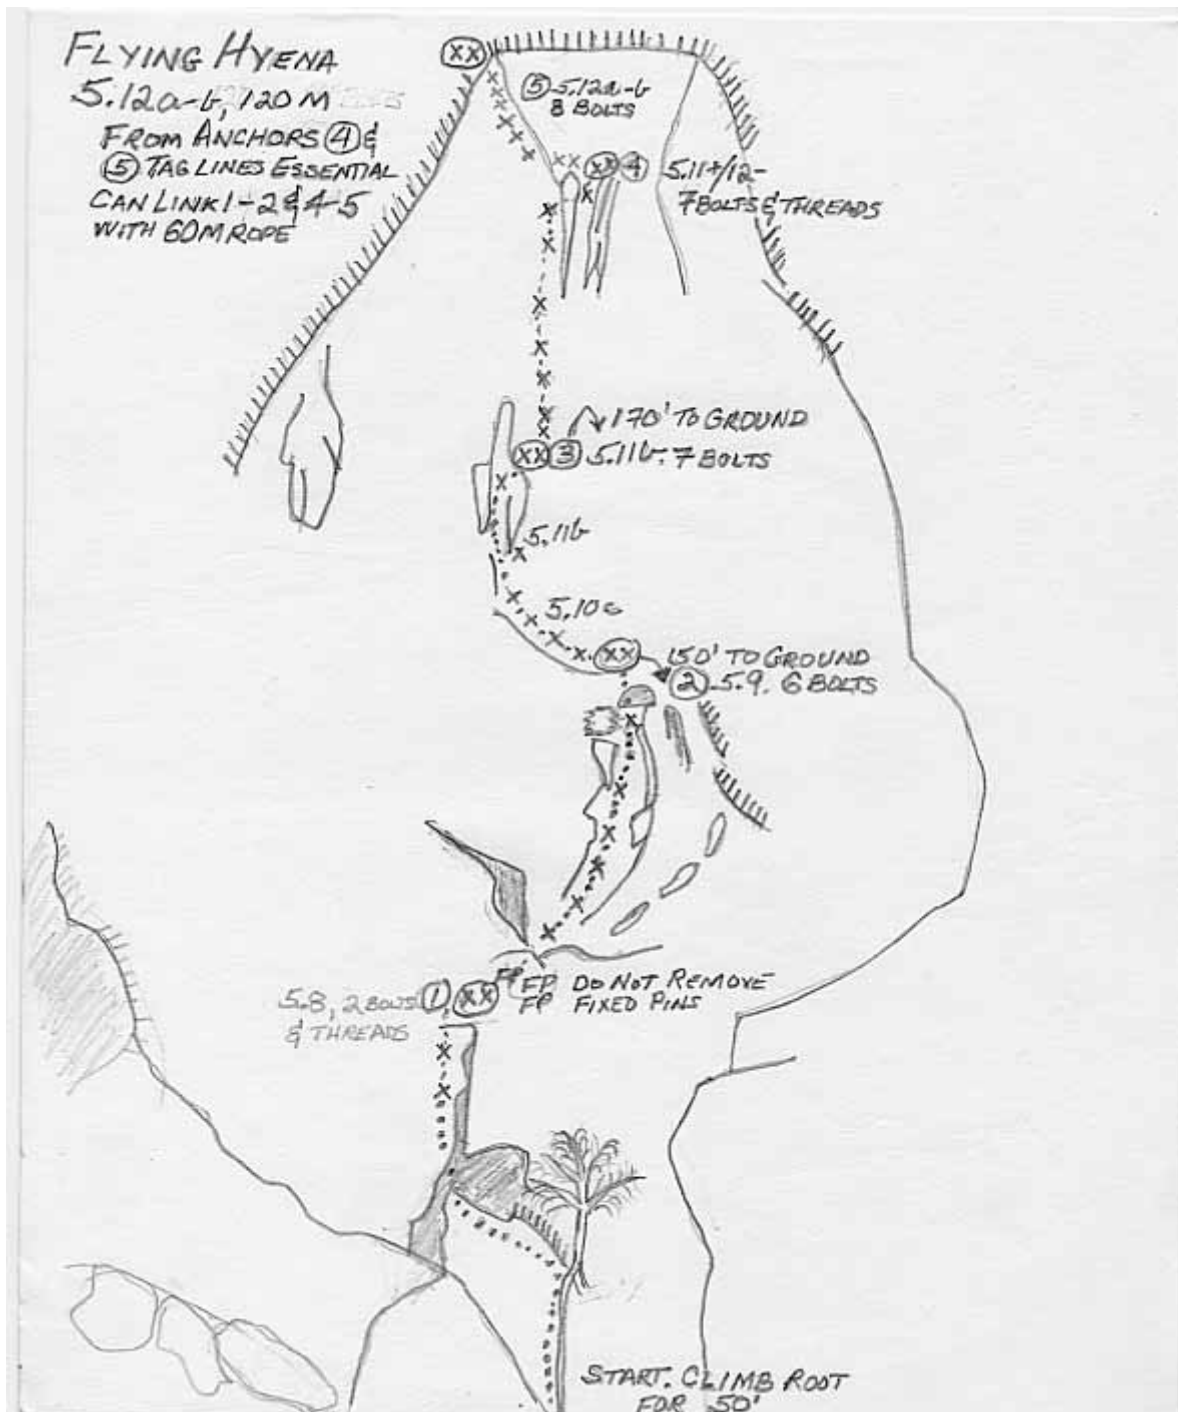 FLYING HYENA
5.12a-b, 120 M
FROM ANCHORS ④ &
⑤ TAG LINES ESSENTIAL
CAN LINK 1-2 & 4-5
WITH 60M ROPE
XX
⑤ 5.12a-b
8 BOLTS
XX XX ④ 5.11+/12-
7 BOLTS & THREADS
170' TO GROUND
XX ③ 5.11b. 7 BOLTS
5.11b
5.10c
XX 150' TO GROUND
② 5.9. 6 BOLTS
5.8, 2 BOLTS ① XX
& THREADS
FP FP DO NOT REMOVE
FP FIXED PINS
START. CLIMB ROOT
FOR 50'